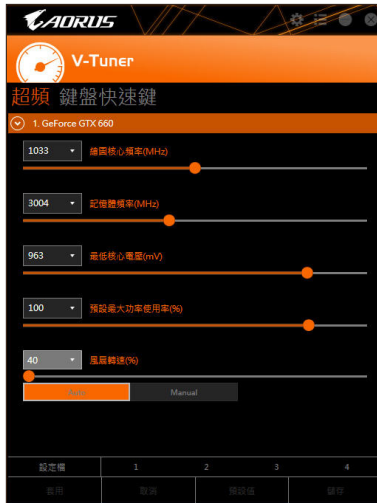 AORUS
V-Tuner
超頻 鍵盤快速鍵
1. GeForce GTX 660
1033 繪圖核心頻率(MHz)
3004 記憶體頻率(MHz)
963 最低核心電壓(mV)
100 預設最大功率使用率(%)
40 風扇轉速(%)
Auto Manual
設定檔 1 2 3 4
套用 取消 預設值 儲存